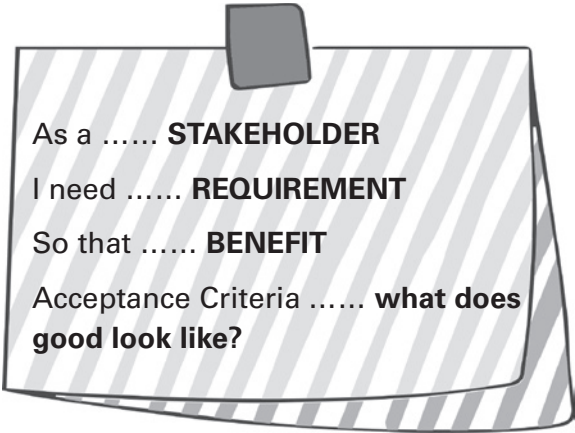 As a …… STAKEHOLDER
I need …… REQUIREMENT
So that …… BENEFIT
Acceptance Criteria …… what does
good look like?